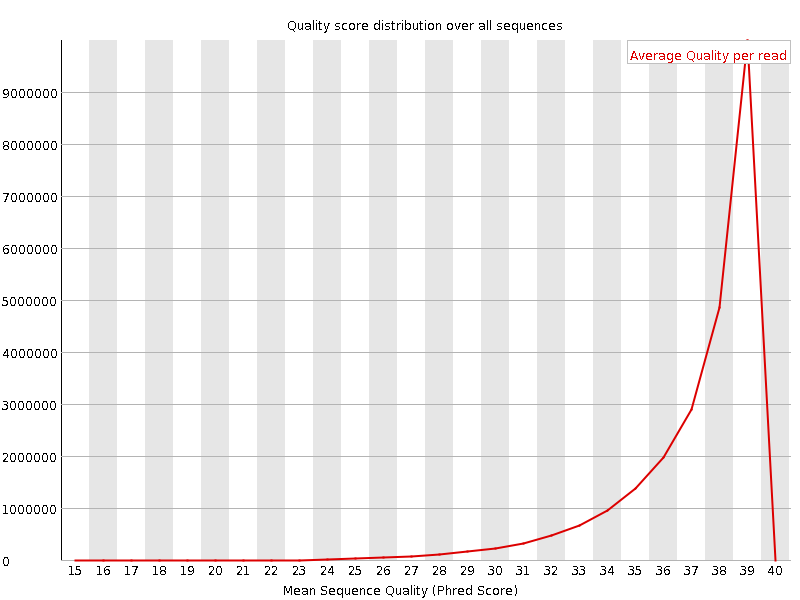 Quality score distribution over all sequences
Average Quality per read
9000000
8000000
7000000
6000000
5000000
4000000
3000000
2000000
1000000
0
15 16 17 18 19 20 21 22 23 24 25 26 27 28 29 30 31 32 33 34 35 36 37 38 39 40
Mean Sequence Quality (Phred Score)